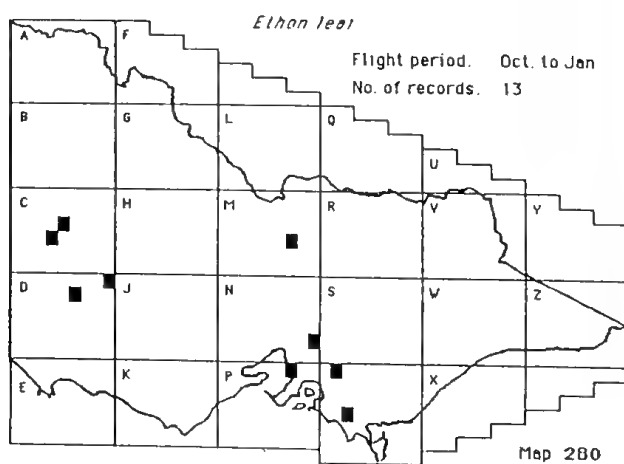 Ethon leai
Flight period. Oct. to Jan
No. of records. 13
A F
B G L Q
U
C H M R V Y
D J N S W Z
E K P X
Map 280